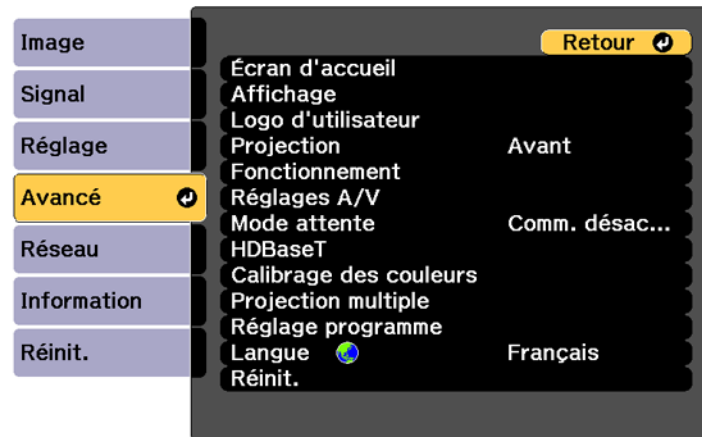 Image
Signal
Réglage
Avancé
Réseau
Information
Réinit.
Retour
Écran d'accueil
Affichage
Logo d'utilisateur
Projection Avant
Fonctionnement
Réglages A/V
Mode attente Comm. désac...
HDBaseT
Calibrage des couleurs
Projection multiple
Réglage programme
Langue Français
Réinit.